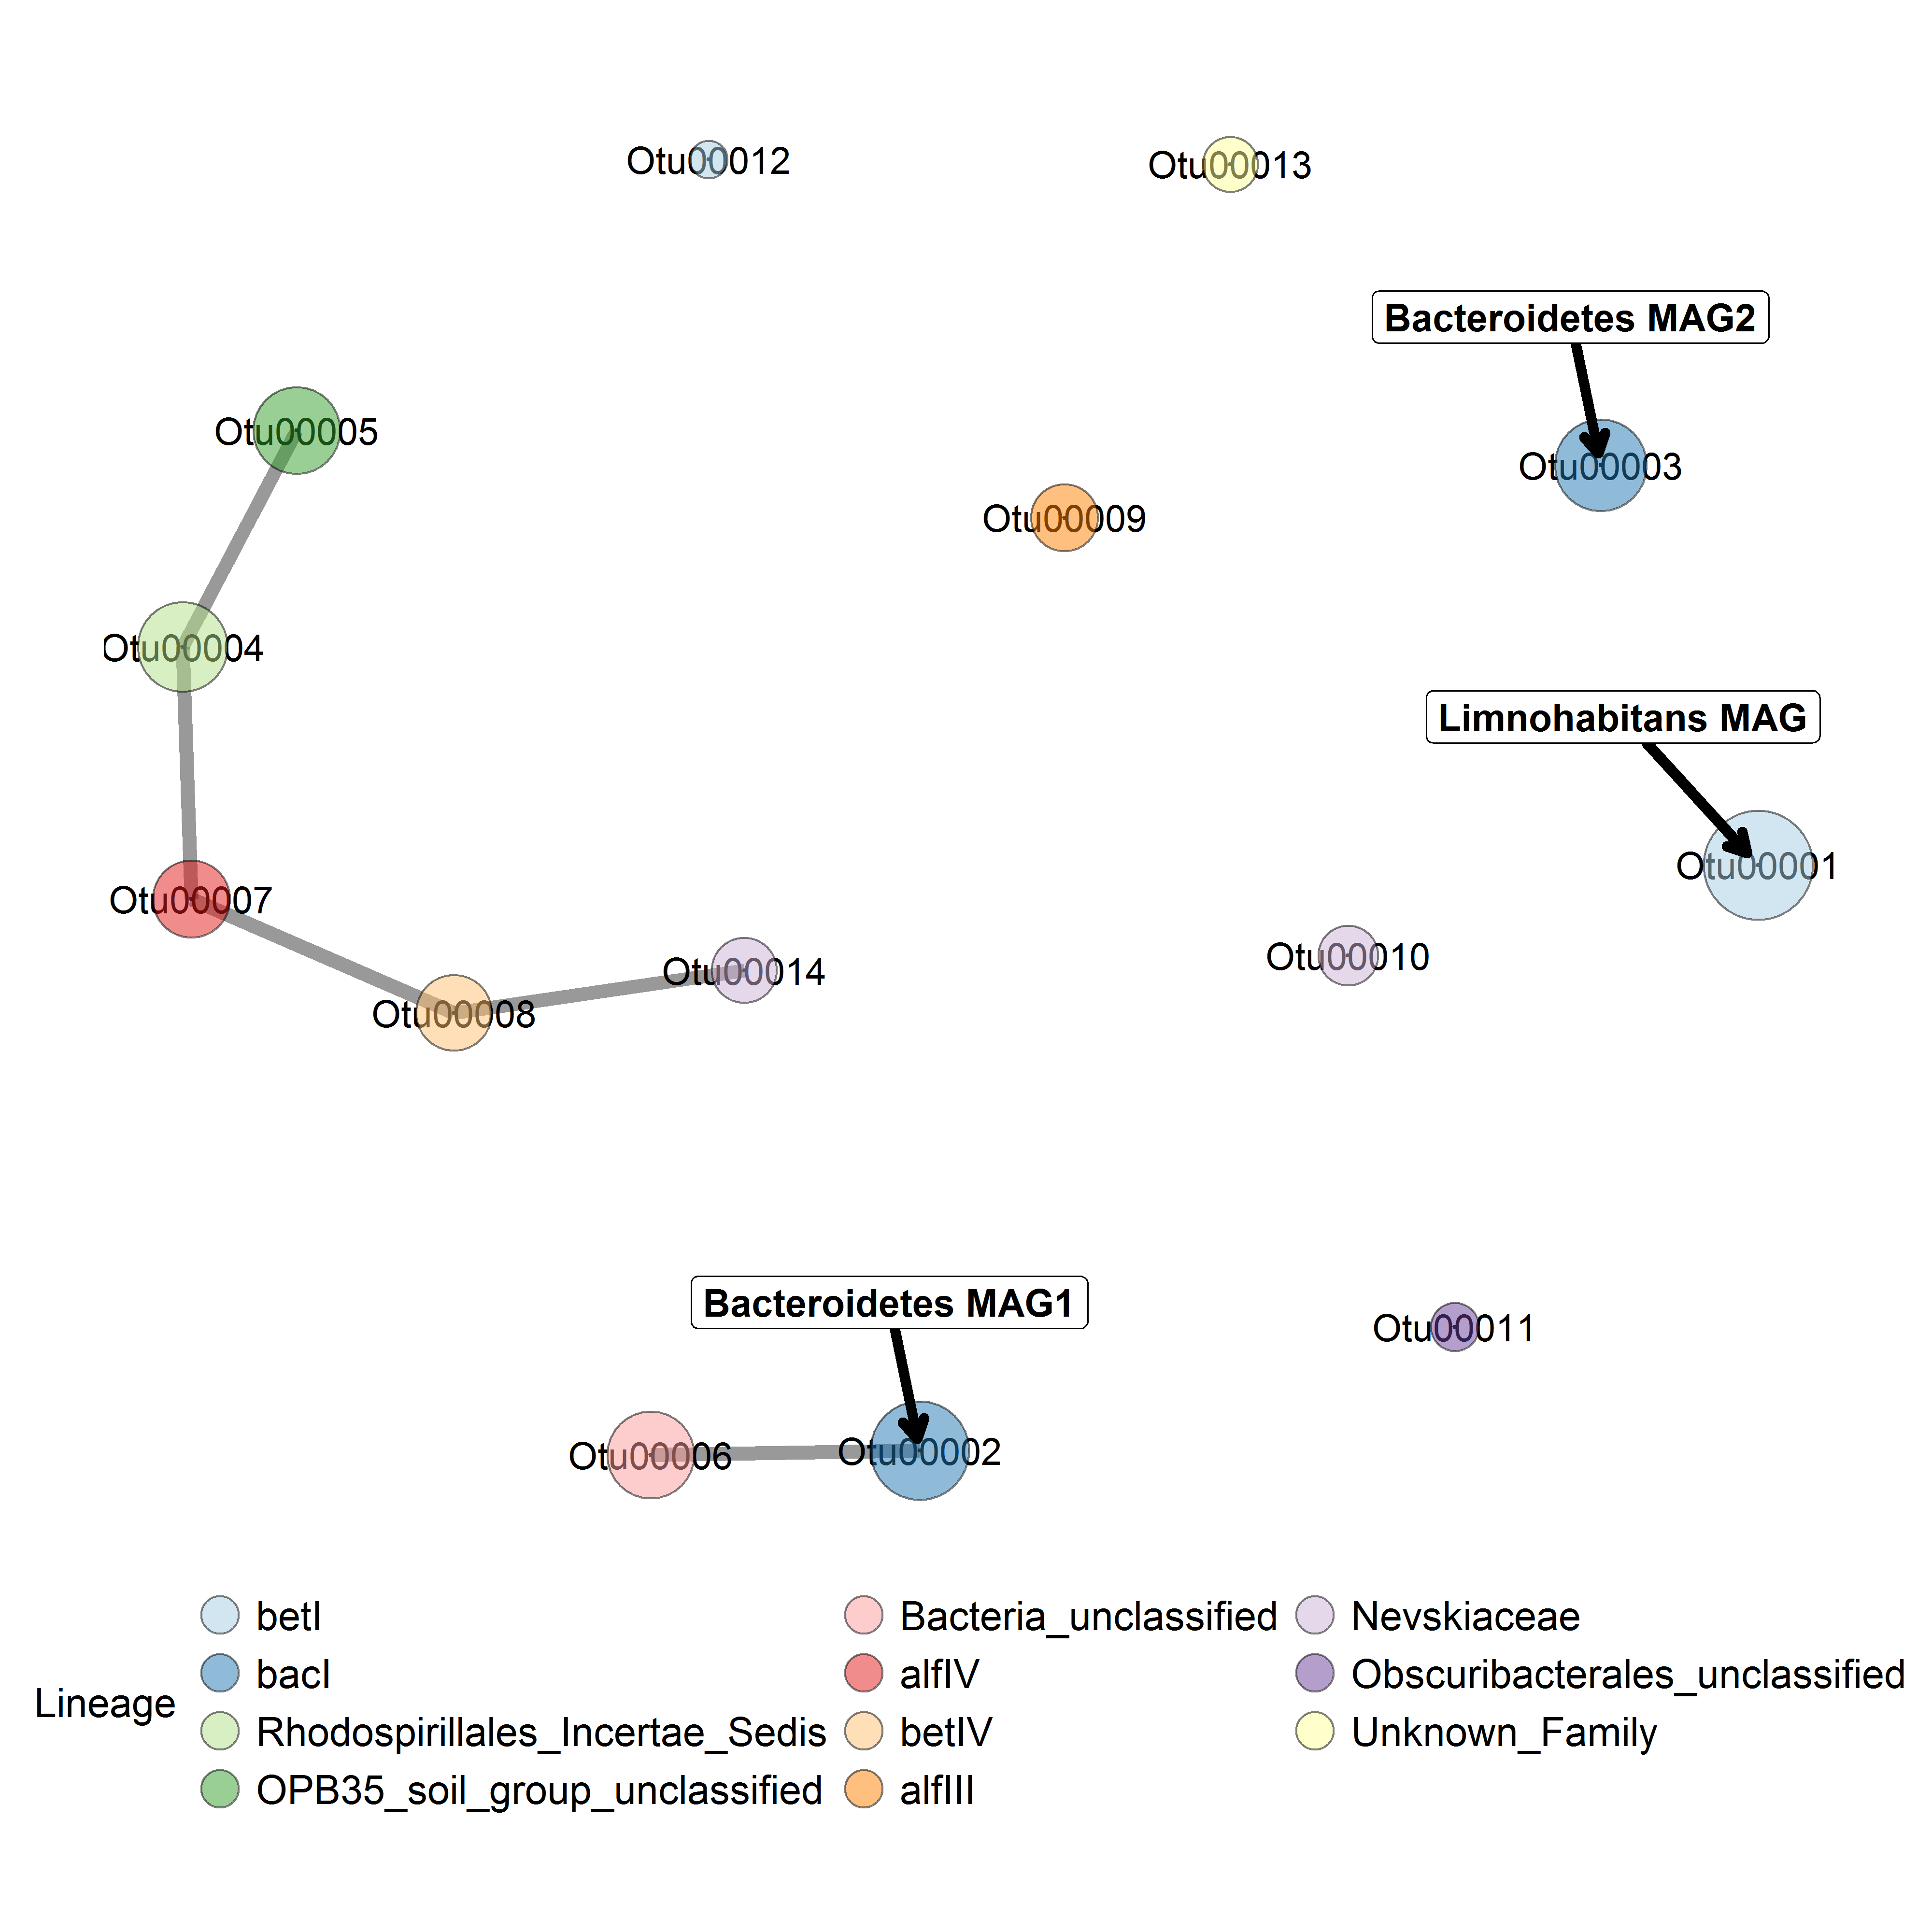 Otu00012
Otu00013
Bacteroidetes MAG2
Otu00005
Otu00003
Otu00009
Otu00004
Limnohabitans MAG
Otu00001
Otu00007
Otu00010
Otu00014
Otu00008
Bacteroidetes MAG1
Otu00011
Otu00006
Otu00002
Lineage
betI
bacI
Rhodospirillales_Incertae_Sedis
OPB35_soil_group_unclassified
Bacteria_unclassified
alfIV
betIV
alfIII
Nevskiaceae
Obscuribacterales_unclassified
Unknown_Family